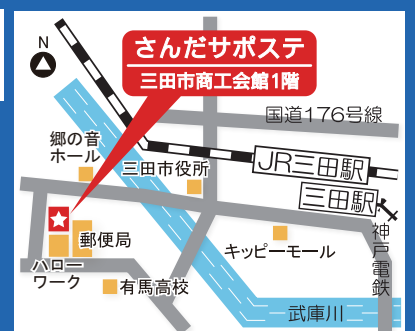 N
さんだサポステ
三田市商工会館1階
国道176号線
郷の音
ホール
三田市役所
JR三田駅
三田駅
神戸電鉄
郵便局
キッピーモール
ハロー
ワーク
有馬高校
武庫川